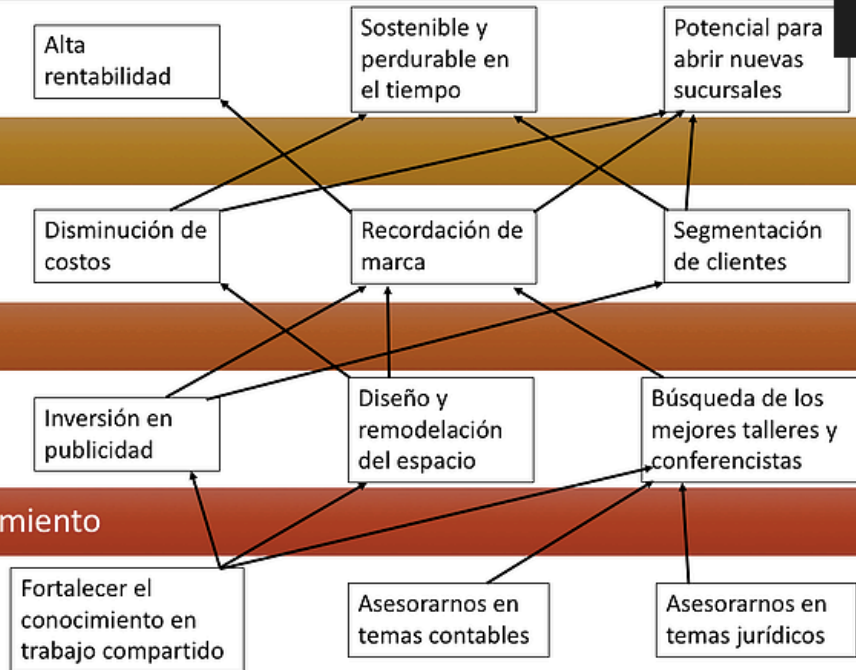 Alta
rentabilidad
Sostenible y
perdurable en
el tiempo
Potencial para
abrir nuevas
sucursales
Disminución de
costos
Recordación de
marca
Segmentación
de clientes
Inversión en
publicidad
Diseño y
remodelación
del espacio
Búsqueda de los
mejores talleres y
conferencistas
miento
Fortalecer el
conocimiento en
trabajo compartido
Asesorarnos en
temas contables
Asesorarnos en
temas jurídicos